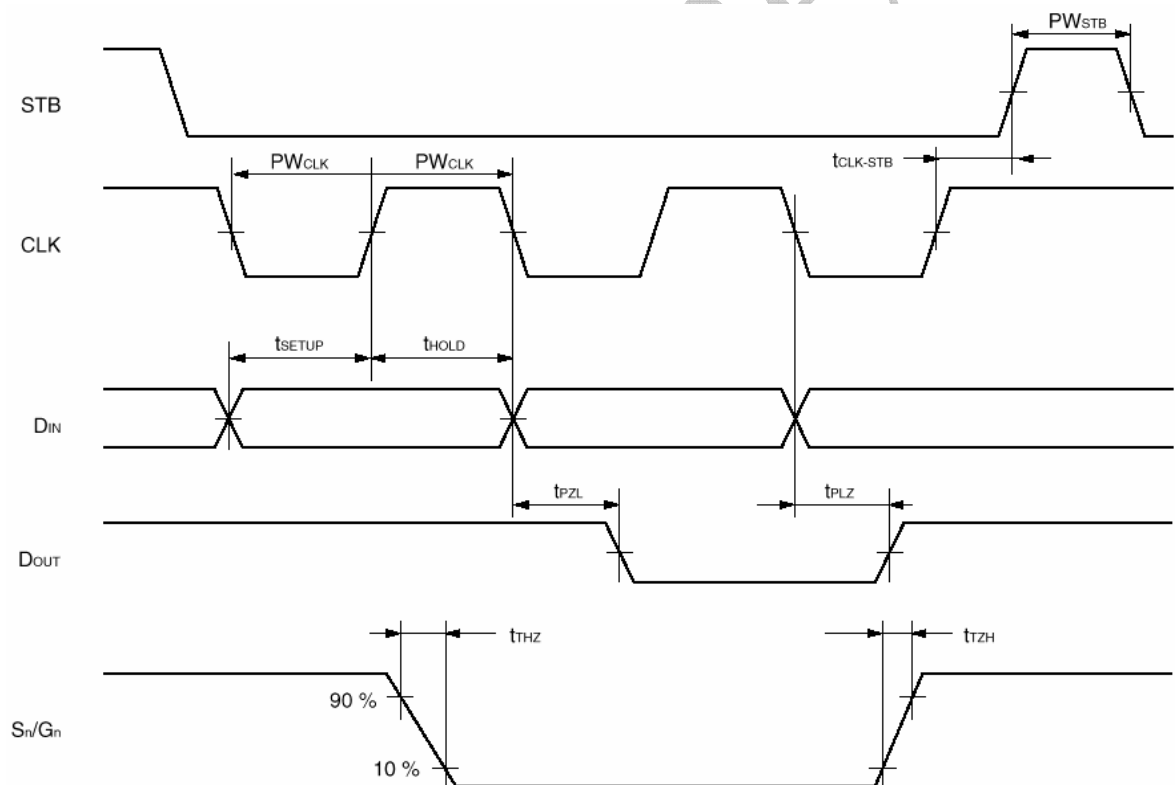 PWSTB
STB
PWCLK PWCLK tCLK-STB
CLK
tSETUP tHOLD
DIN
tPZL tPLZ
DOUT
tTHZ tTZH
90 %
Sn/Gn
10 %